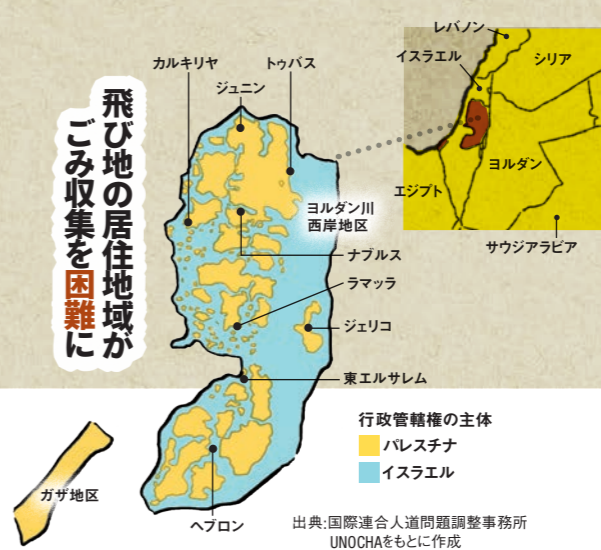 飛び地の居住地域が
ごみ収集を困難に
カルキリヤ
ジュニン
トゥバス
ヨルダン川
西岸地区
ナブルス
ラマッラ
ジェリコ
東エルサレム
ヘブロン
ガザ地区
レバノン
イスラエル
シリア
ヨルダン
エジプト
サウジアラビア
行政管轄権の主体
パレスチナ
イスラエル
出典:国際連合人道問題調整事務所
UNOCHAをもとに作成